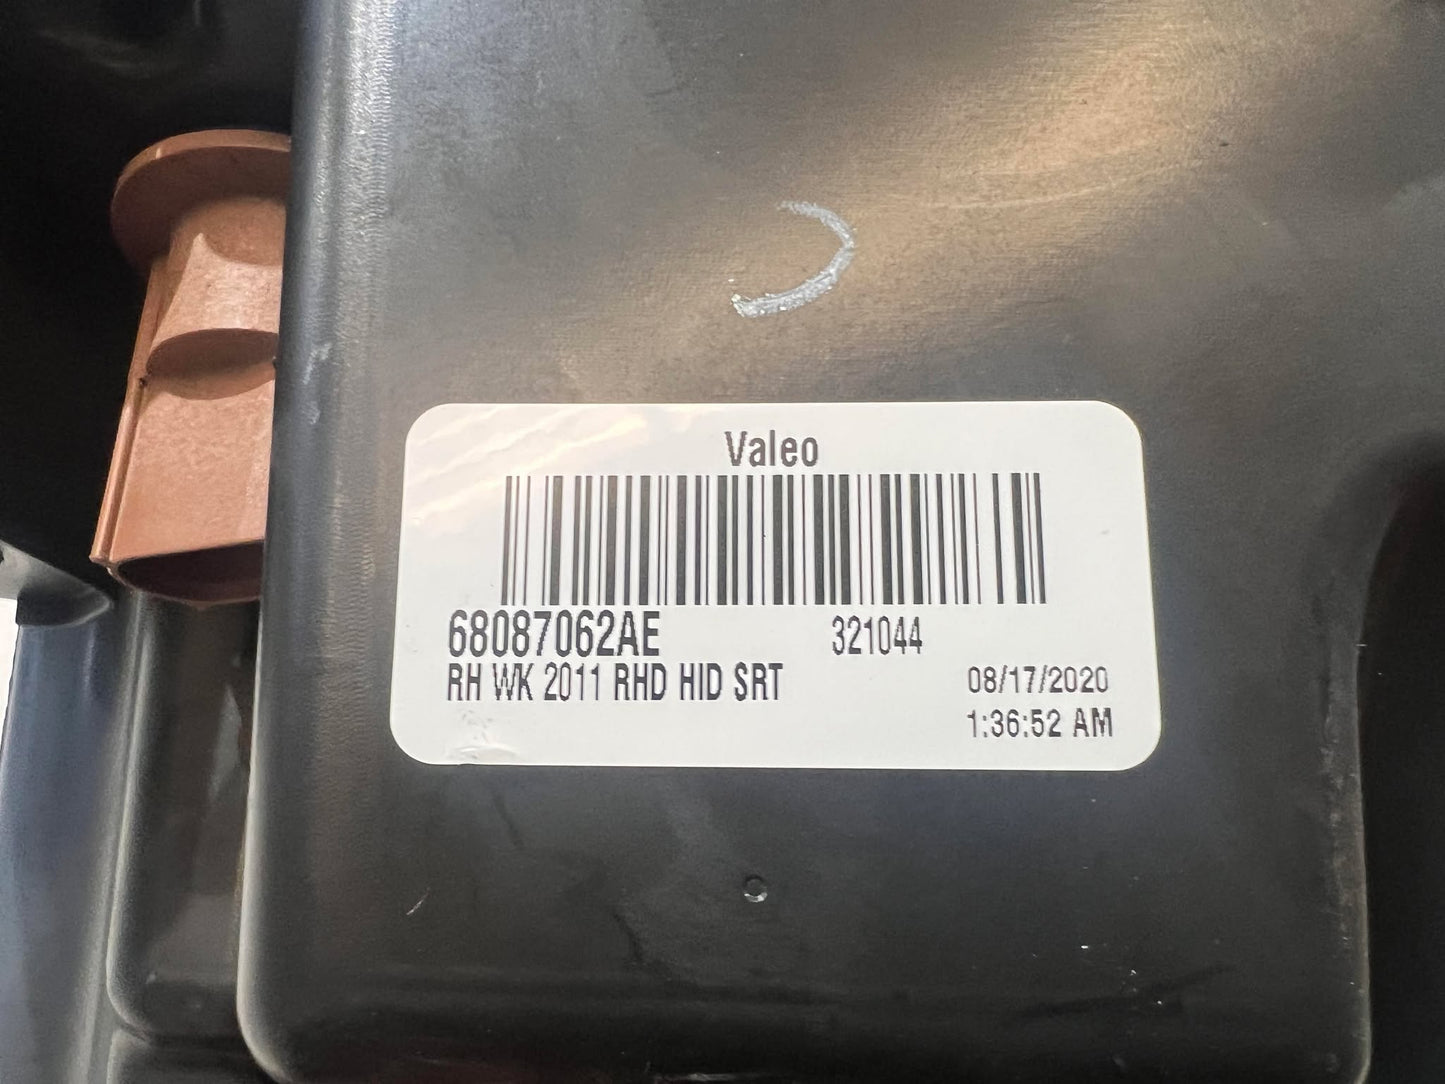 Valeo
68087062AE 321044
RH WK 2011 RHD HID SRT 08/17/2020
1:36:52 AM